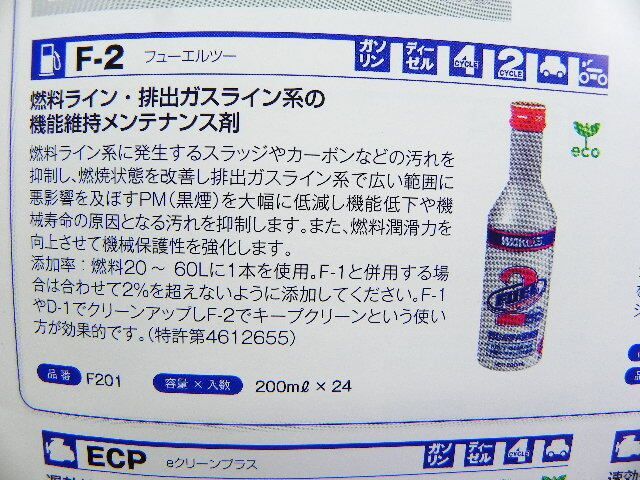 F-2 フューエルツー ガソリン ディーゼル 4 CYCLE 2 CYCLE
燃料ライン・排出ガスライン系の
機能維持メンテナンス剤
燃料ライン系に発生するスラッジやカーボンなどの汚れを
抑制し、燃焼状態を改善し排出ガスライン系で広い範囲に
悪影響を及ぼすPM(黒煙)を大幅に低減し機能低下や機
械寿命の原因となる汚れを抑制します。また、燃料潤滑力を
向上させて機械保護性を強化します。
添加率:燃料20~60Lに1本を使用。F-1と併用する場
合は合わせて2%を超えないように添加してください。F-1
やD-1でクリーンアップしF-2でキープクリーンという使い
方が効果的です。(特許第4612655)
eco
WAKO'S
2
FUEL
品番 F201 容量×入数 200mℓ×24
ECP eクリーンプラス ガソリン ディーゼル 4 CYCLE